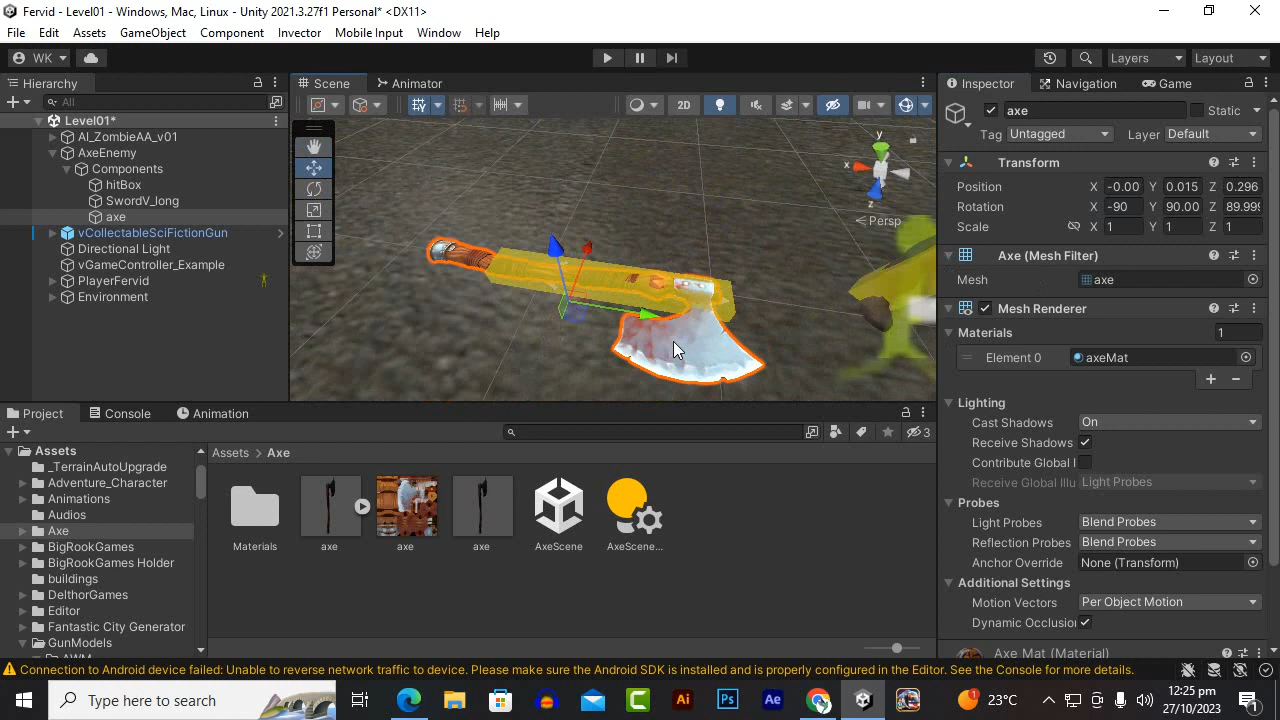 Fervid - Level01 - Windows, Mac, Linux - Unity 2021.3.27f1 Personal* <DX11>
File Edit Assets GameObject Component Invector Mobile Input Window Help
WK Layers Layout
Hierarchy Scene Animator Inspector Navigation Game
All 2D axe Static
Level01* Tag Untagged Layer Default
AI_ZombieAA_v01
AxeEnemy
Components
hitBox
SwordV_long
axe
vCollectableSciFictionGun
Directional Light
vGameController_Example
PlayerFervid
Environment
y
x
z
Persp
Transform
Position X -0.00 Y 0.015 Z 0.296
Rotation X -90 Y 90.00 Z 89.999
Scale X 1 Y 1 Z 1
Axe (Mesh Filter)
Mesh axe
Mesh Renderer
Materials 1
Element 0 axeMat
Lighting
Cast Shadows On
Receive Shadows
Contribute Global I
Receive Global Illu Light Probes
Probes
Light Probes Blend Probes
Reflection Probes Blend Probes
Anchor Override None (Transform)
Additional Settings
Motion Vectors Per Object Motion
Dynamic Occlusion
Axe Mat (Material)
Project Console Animation
3
Assets
_TerrainAutoUpgrade
Adventure_Character
Animations
Audios
Axe
BigRookGames
BigRookGames Holder
buildings
DelthorGames
Editor
Fantastic City Generator
GunModels
AWM
Assets > Axe
Materials axe axe axe AxeScene AxeScene...
Connection to Android device failed: Unable to reverse network traffic to device. Please make sure the Android SDK is installed and is properly configured in the Editor. See the Console for more details.
Type here to search
Ai Ps Ae
1
23°C
12:25 pm
27/10/2023
1